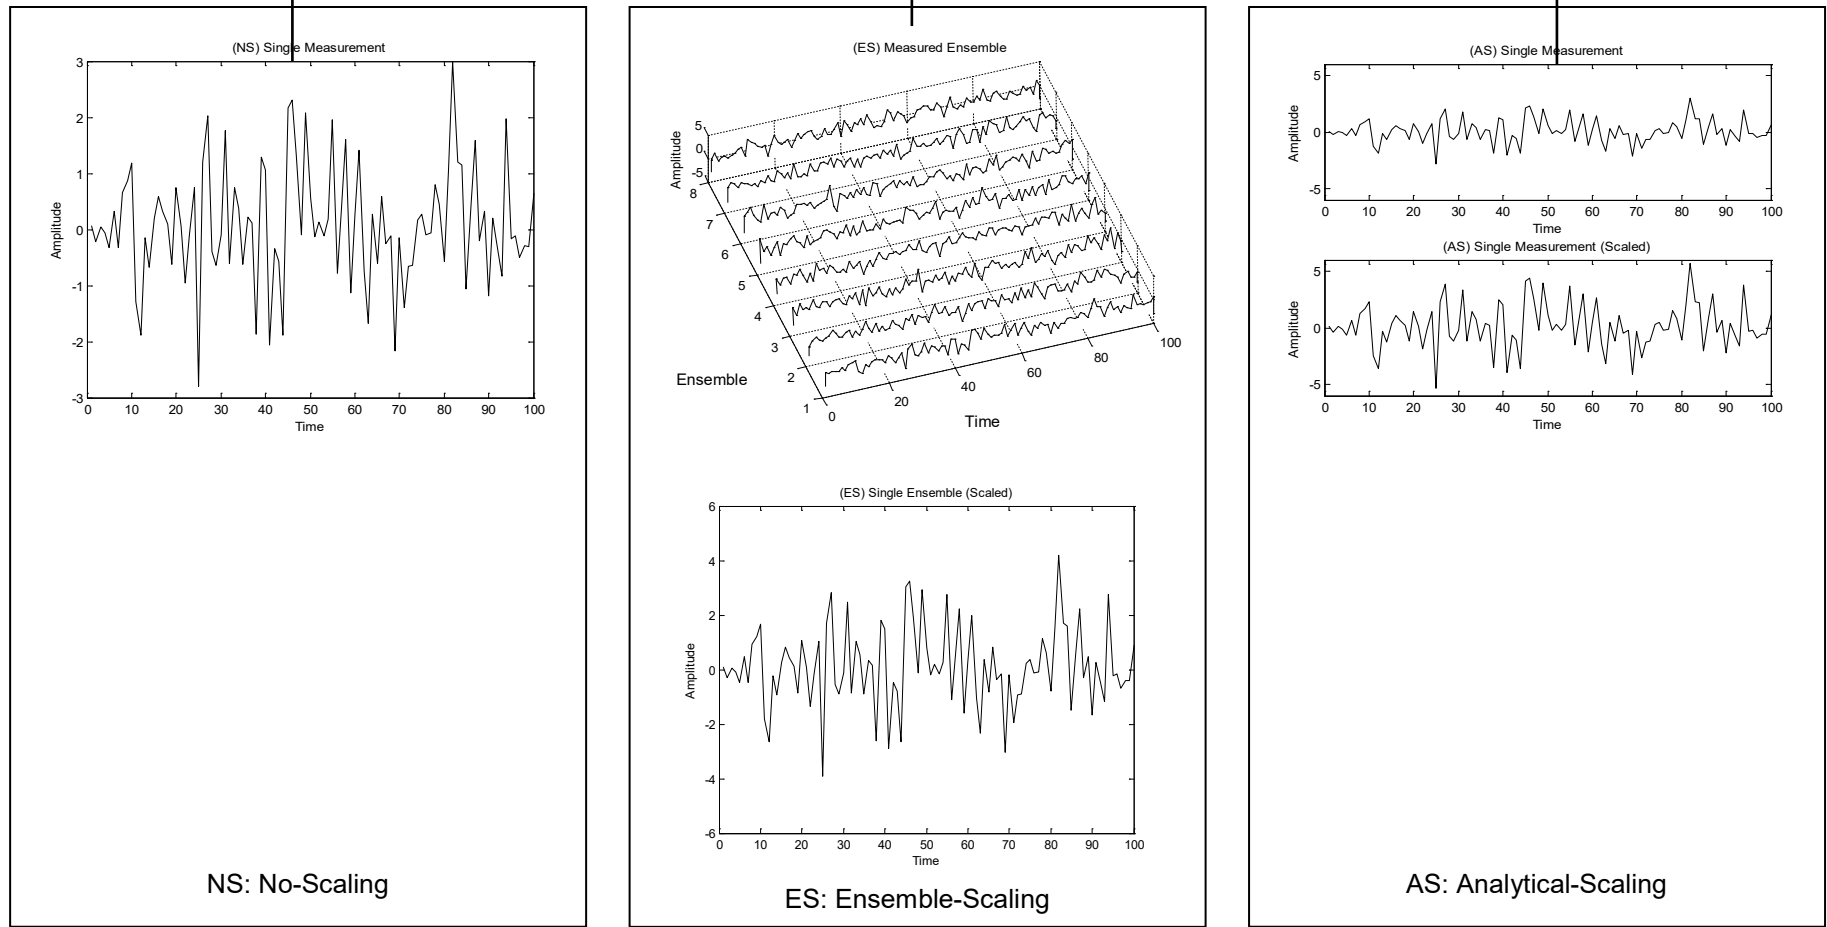 (NS) Single Measurement
3
2
1
0
-1
-2
-3
Amplitude
0 10 20 30 40 50 60 70 80 90 100
Time
NS: No-Scaling
(ES) Measured Ensemble
5
0
-5
Amplitude
8
7
6
5
4
3
2
1
Ensemble
0 20 40 60 80 100
Time
(ES) Single Ensemble (Scaled)
6
4
2
0
-2
-4
-6
Amplitude
0 10 20 30 40 50 60 70 80 90 100
Time
ES: Ensemble-Scaling
(AS) Single Measurement
5
0
-5
Amplitude
0 10 20 30 40 50 60 70 80 90 100
Time
(AS) Single Measurement (Scaled)
5
0
-5
Amplitude
0 10 20 30 40 50 60 70 80 90 100
Time
AS: Analytical-Scaling